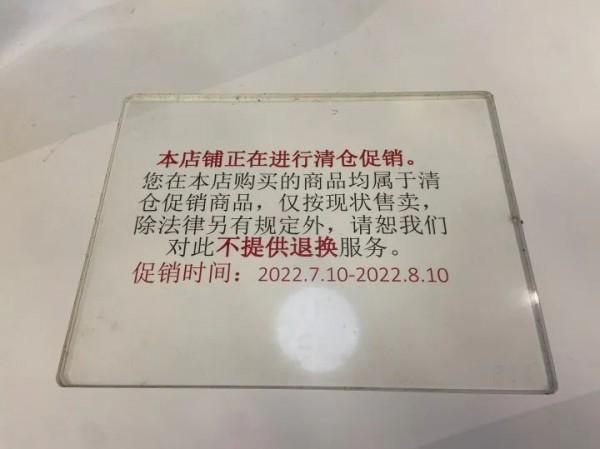 本店铺正在进行清仓促销。
您在本店购买的商品均属于清
仓促销商品，仅按现状售卖，
除法律另有规定外，请恕我们
对此不提供退换服务。
促销时间：2022.7.10-2022.8.10